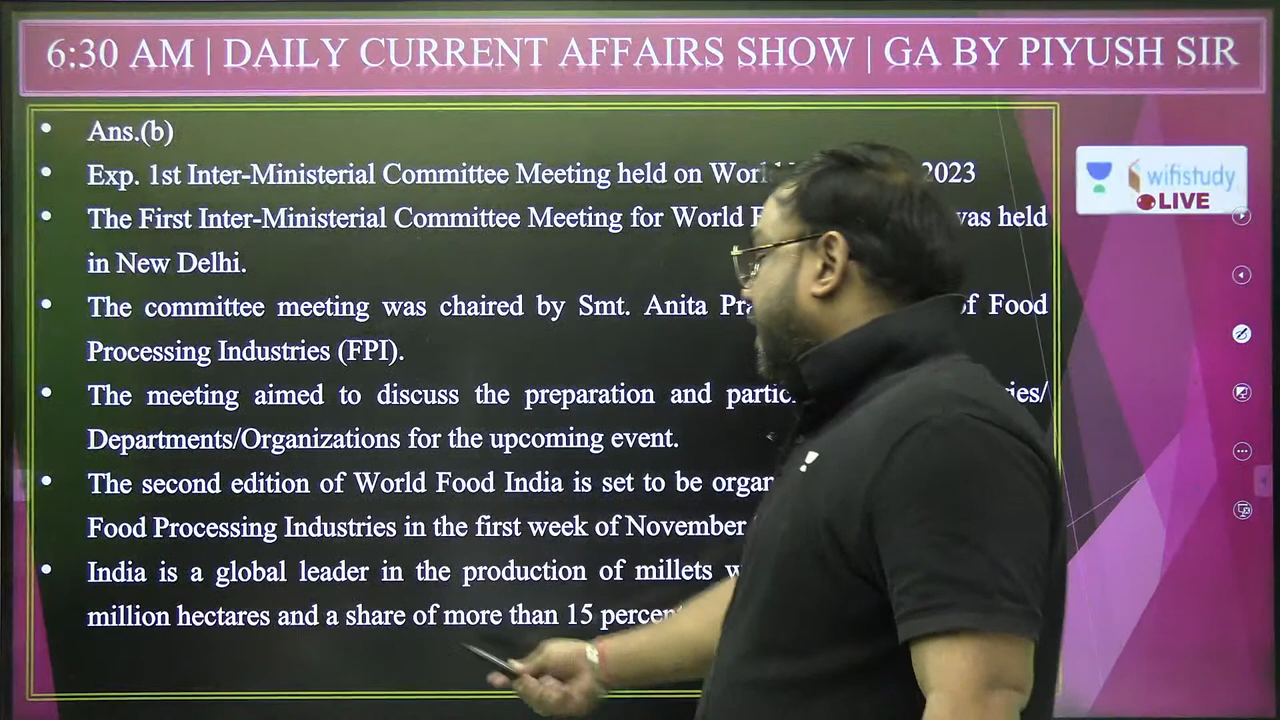 6:30 AM | DAILY CURRENT AFFAIRS SHOW | GA BY PIYUSH SIR
• Ans.(b)
• Exp. 1st Inter-Ministerial Committee Meeting held on World 2023
• The First Inter-Ministerial Committee Meeting for World was held
in New Delhi.
• The committee meeting was chaired by Smt. Anita of Food
Processing Industries (FPI).
• The meeting aimed to discuss the preparation and
Departments/Organizations for the upcoming event.
• The second edition of World Food India is set to be
Food Processing Industries in the first week of November
• India is a global leader in the production of millets
million hectares and a share of more than 15 percent
wifistudy
LIVE